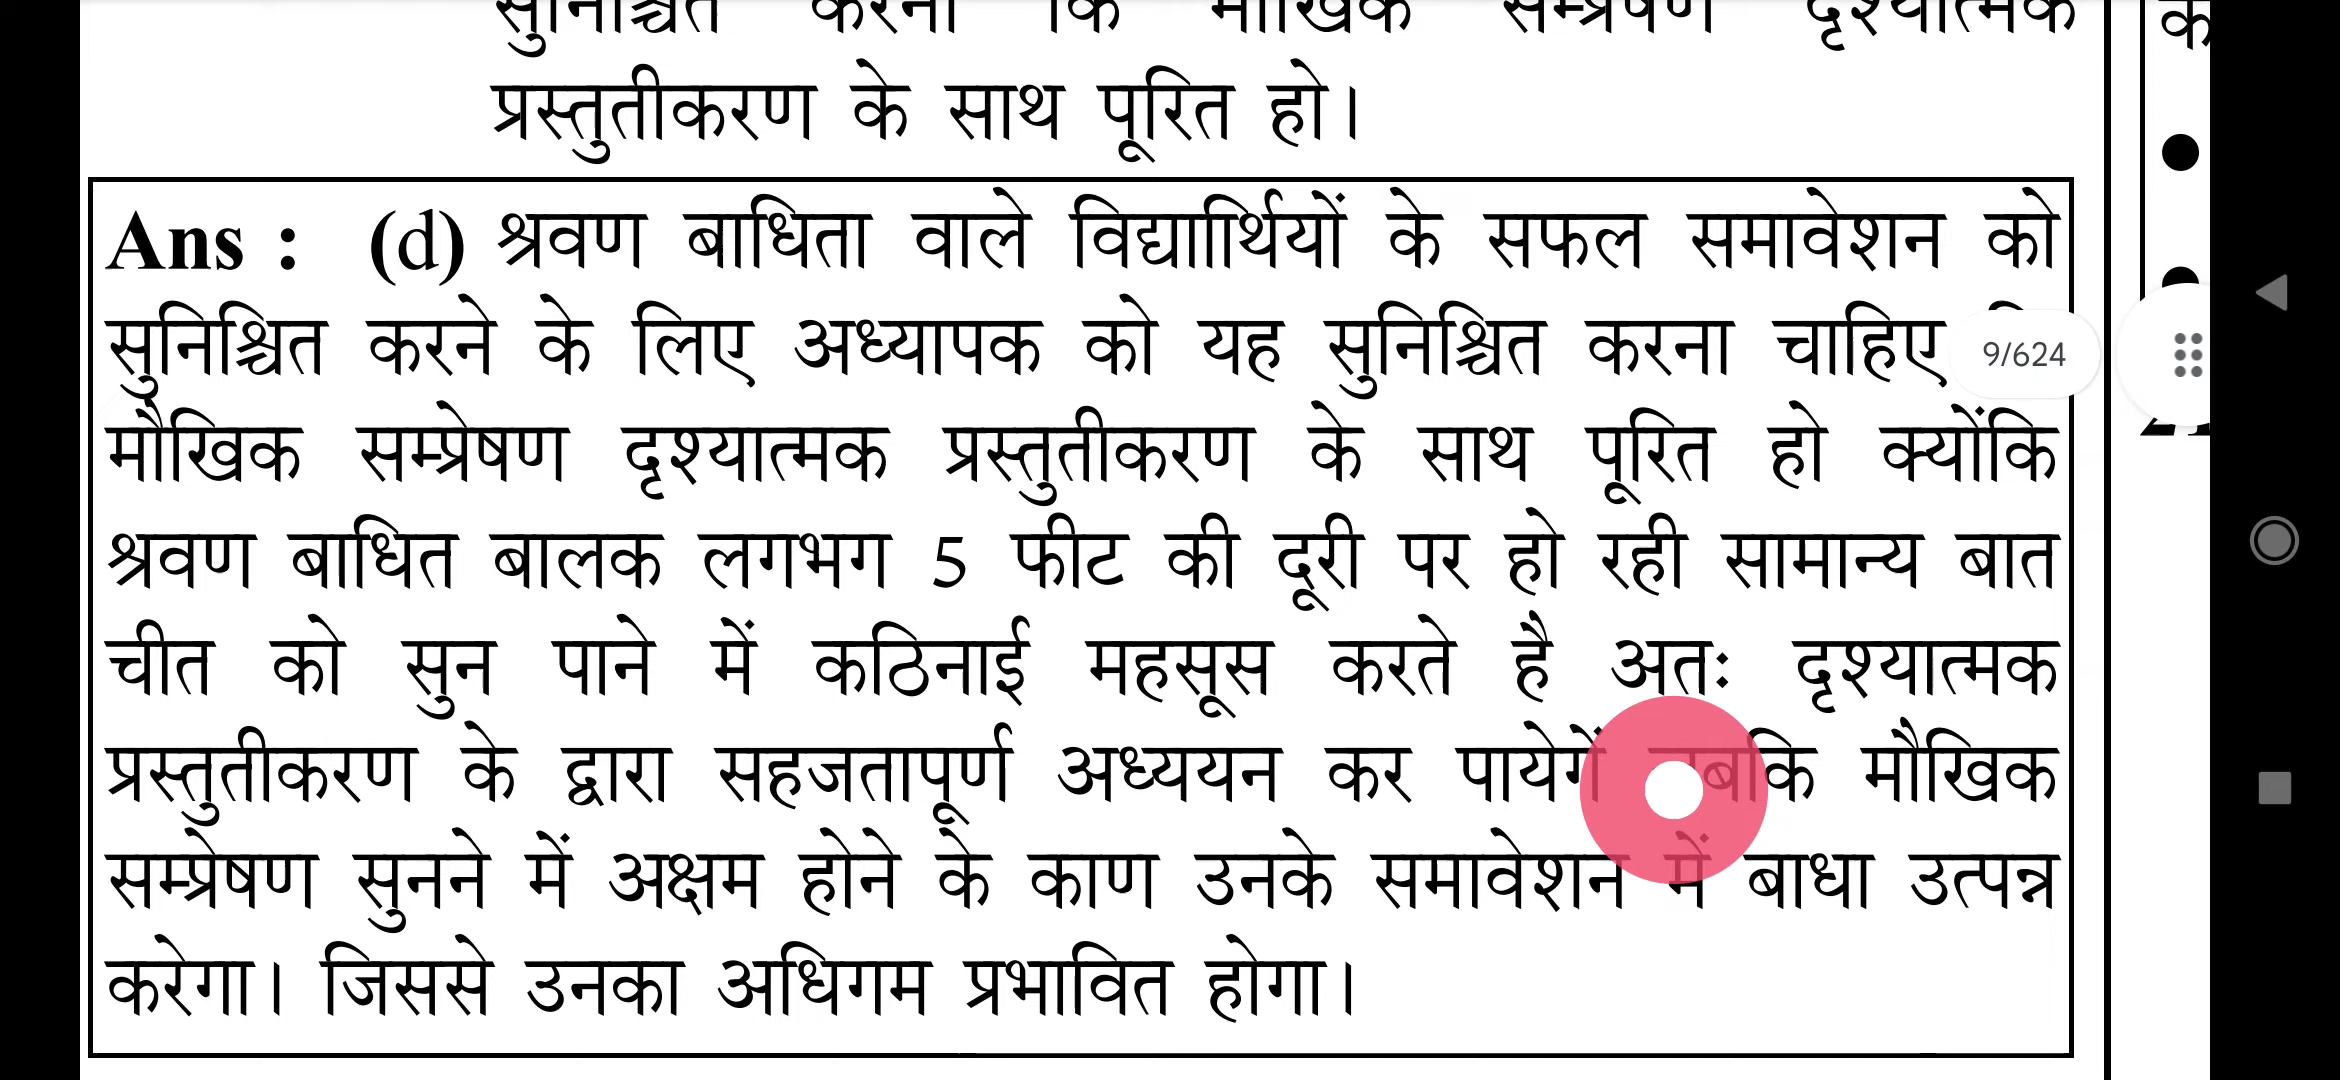 सुनिश्चित करना कि मौखिक सम्प्रेषण दृश्यात्मक
प्रस्तुतीकरण के साथ पूरित हो।
Ans : (d) श्रवण बाधिता वाले विद्यार्थियों के सफल समावेशन को
सुनिश्चित करने के लिए अध्यापक को यह सुनिश्चित करना चाहिए
9/624
मौखिक सम्प्रेषण दृश्यात्मक प्रस्तुतीकरण के साथ पूरित हो क्योंकि
श्रवण बाधित बालक लगभग 5 फीट की दूरी पर हो रही सामान्य बात
चीत को सुन पाने में कठिनाई महसूस करते है अतः दृश्यात्मक
प्रस्तुतीकरण के द्वारा सहजतापूर्ण अध्ययन कर पायेगें मौखिक
सम्प्रेषण सुनने में अक्षम होने के काण उनके समावेशन में बाधा उत्पन्न
करेगा। जिससे उनका अधिगम प्रभावित होगा।